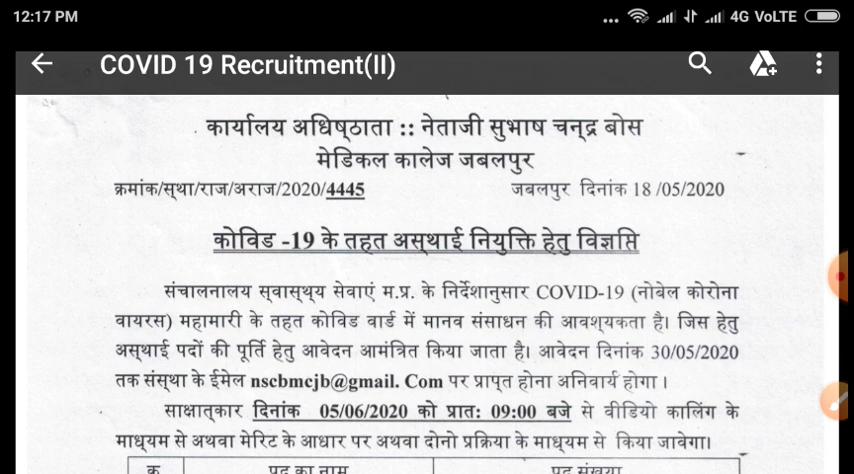 12:17 PM ... 4G VoLTE
COVID 19 Recruitment(II)
कार्यालय अधिष्ठाता :: नेताजी सुभाष चन्द्र बोस
मेडिकल कालेज जबलपुर
क्रमांक/स्था/राज/अराज/2020/4445 जबलपुर दिनांक 18 /05/2020
कोविड -19 के तहत अस्थाई नियुक्ति हेतु विज्ञप्ति
संचालनालय स्वास्थ्य सेवाएं म.प्र. के निर्देशानुसार COVID-19 (नोबेल कोरोना
वायरस) महामारी के तहत कोविड वार्ड में मानव संसाधन की आवश्यकता है। जिस हेतु
अस्थाई पदों की पूर्ति हेतु आवेदन आमंत्रित किया जाता है। आवेदन दिनांक 30/05/2020
तक संस्था के ईमेल nscbmcjb@gmail. Com पर प्राप्त होना अनिवार्य होगा ।
साक्षात्कार दिनांक 05/06/2020 को प्रात: 09:00 बजे से वीडियो कालिंग के
माध्यम से अथवा मेरिट के आधार पर अथवा दोनो प्रक्रिया के माध्यम से किया जावेगा।
क्र पद का नाम पद संख्या